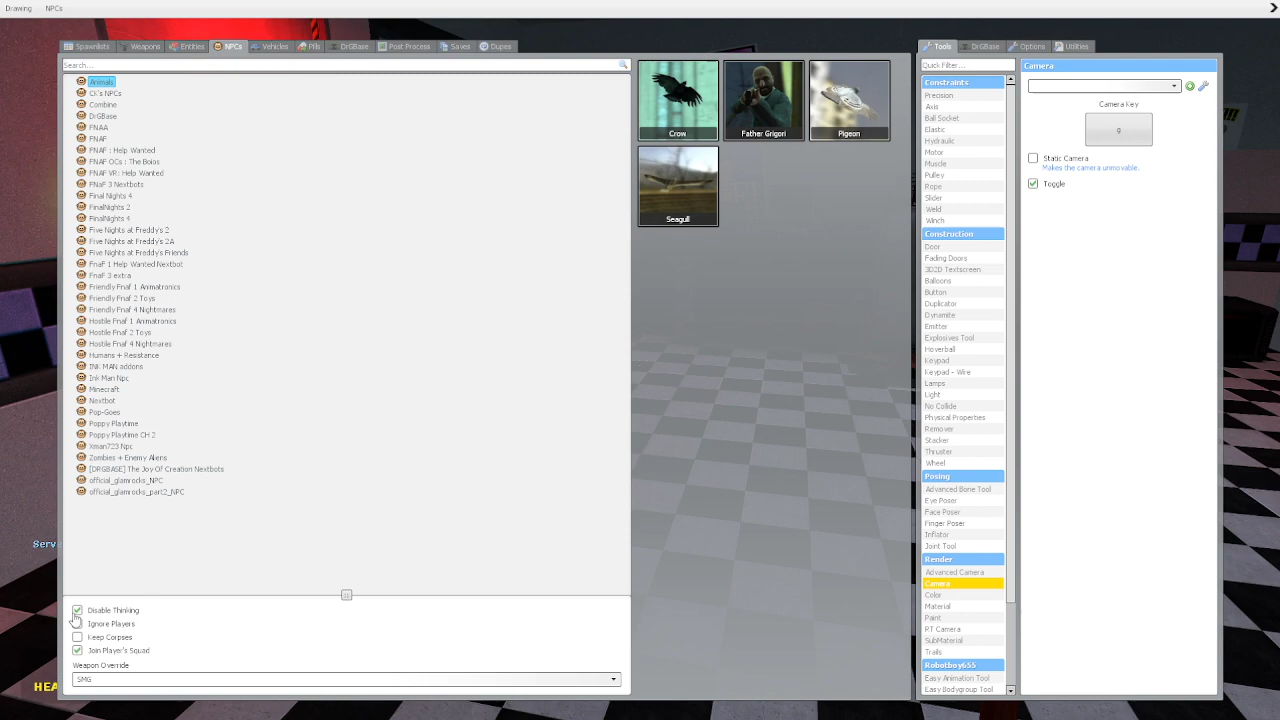 Drawing NPCs
Spawnlists Weapons Entities NPCs Vehicles Pills DrGBase Post Process Saves Dupes
Search...
Animals
CK's NPCs
Combine
DrGBase
FNAA
FNAF
FNAF : Help Wanted
FNAF OCs : The Boios
FNAF VR: Help Wanted
FNaF 3 Nextbots
Final Nights 4
FinalNights 2
FinalNights 4
Five Nights at Freddy's 2
Five Nights at Freddy's 2A
Five Nights at Freddy's Friends
FnaF 1 Help Wanted Nextbot
FnaF 3 extra
Friendly Fnaf 1 Animatronics
Friendly Fnaf 2 Toys
Friendly Fnaf 4 Nightmares
Hostile Fnaf 1 Animatronics
Hostile Fnaf 2 Toys
Hostile Fnaf 4 Nightmares
Humans + Resistance
INK MAN addons
Ink Man Npc
Minecraft
Nextbot
Pop-Goes
Poppy Playtime
Poppy Playtime CH 2
Xman723 Npc
Zombies + Enemy Aliens
[DRGBASE] The Joy Of Creation Nextbots
official_glamrocks_NPC
official_glamrocks_part2_NPC
Disable Thinking
Ignore Players
Keep Corpses
Join Player's Squad
Weapon Override
SMG
Crow
Father Grigori
Pigeon
Seagull
Tools DrGBase Options Utilities
Quick Filter...
Constraints
Precision
Axis
Ball Socket
Elastic
Hydraulic
Motor
Muscle
Pulley
Rope
Slider
Weld
Winch
Construction
Door
Fading Doors
3D2D Textscreen
Balloons
Button
Duplicator
Dynamite
Emitter
Explosives Tool
Hoverball
Keypad
Keypad - Wire
Lamps
Light
No Collide
Physical Properties
Remover
Stacker
Thruster
Wheel
Posing
Advanced Bone Tool
Eye Poser
Face Poser
Finger Poser
Inflator
Joint Tool
Render
Advanced Camera
Camera
Color
Material
Paint
RT Camera
SubMaterial
Trails
Robotboy655
Easy Animation Tool
Easy Bodygroup Tool
Camera
Camera Key
g
Static Camera
Makes the camera unmovable.
Toggle
Serv
HEA